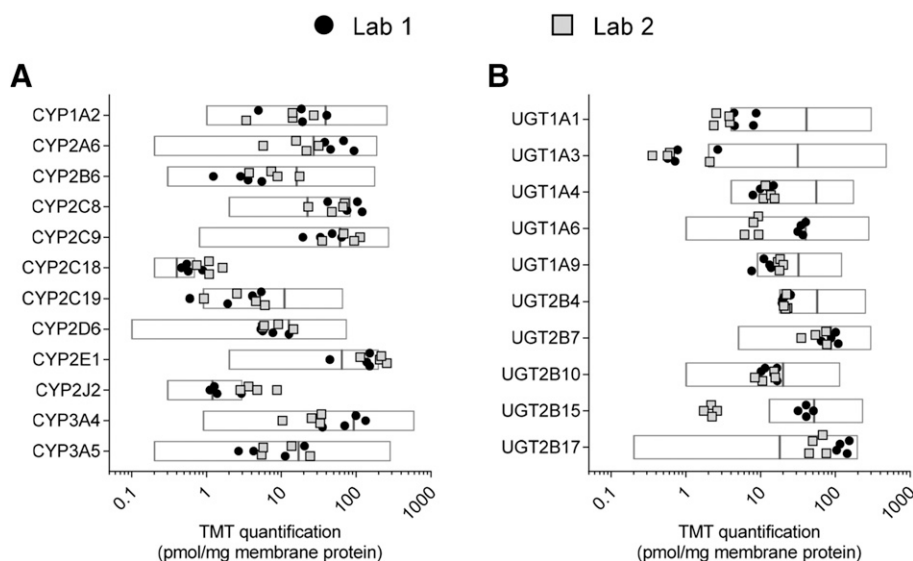 Lab 1 Lab 2
A
CYP1A2
CYP2A6
CYP2B6
CYP2C8
CYP2C9
CYP2C18
CYP2C19
CYP2D6
CYP2E1
CYP2J2
CYP3A4
CYP3A5
0.1 1 10 100 1000
TMT quantification
(pmol/mg membrane protein)
B
UGT1A1
UGT1A3
UGT1A4
UGT1A6
UGT1A9
UGT2B4
UGT2B7
UGT2B10
UGT2B15
UGT2B17
0.1 1 10 100 1000
TMT quantification
(pmol/mg membrane protein)